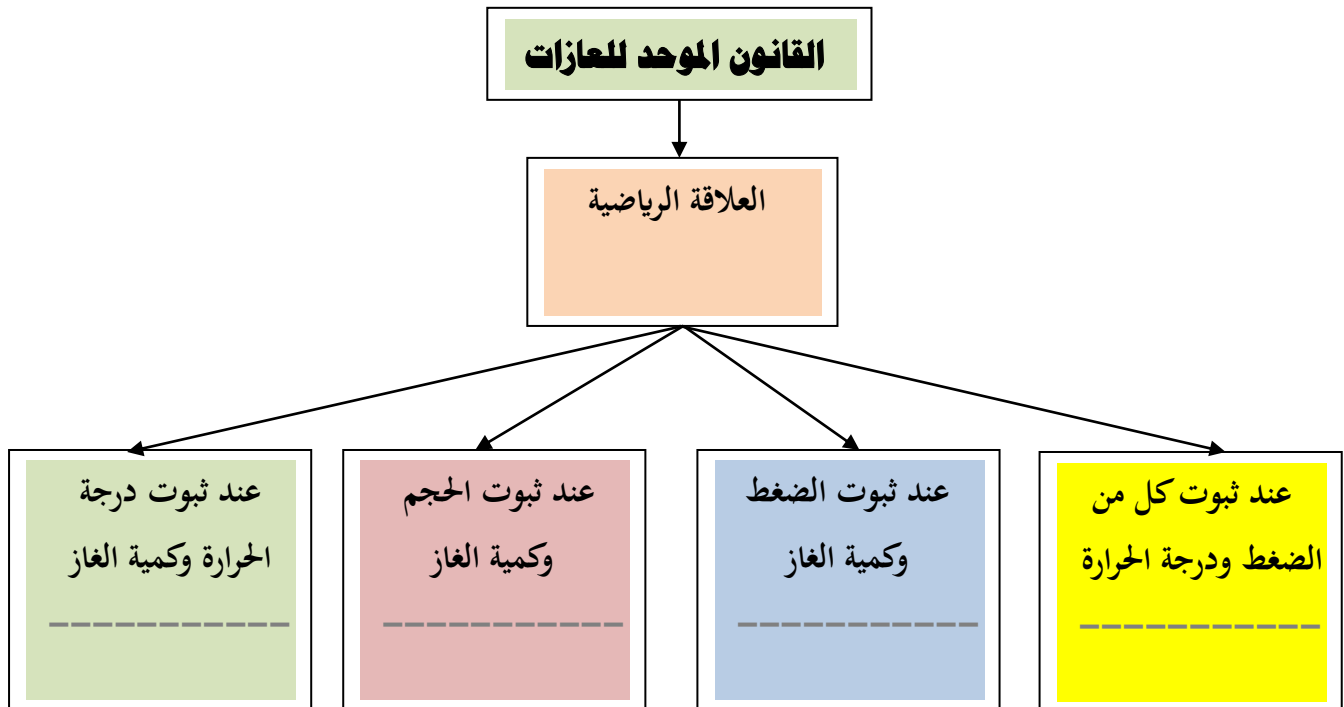 القانون الموحد للعازات
العلاقة الرياضية
عند ثبوت كل من
الضغط ودرجة الحرارة
-----------
عند ثبوت الضغط
وكمية الغاز
-----------
عند ثبوت الحجم
وكمية الغاز
-----------
عند ثبوت درجة
الحرارة وكمية الغاز
-----------